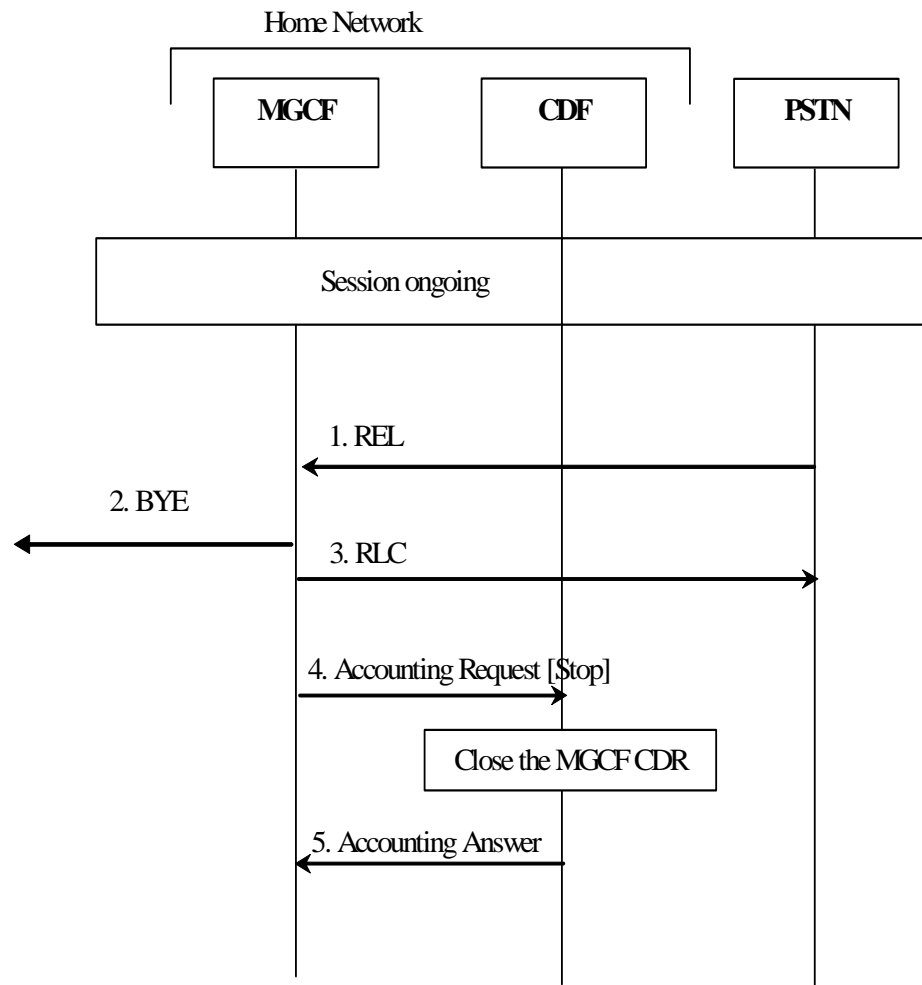 Home Network
MGCF
CDF
PSTN
Session ongoing
1. REL
2. BYE
3. RLC
4. Accounting Request [Stop]
Close the MGCF CDR
5. Accounting Answer